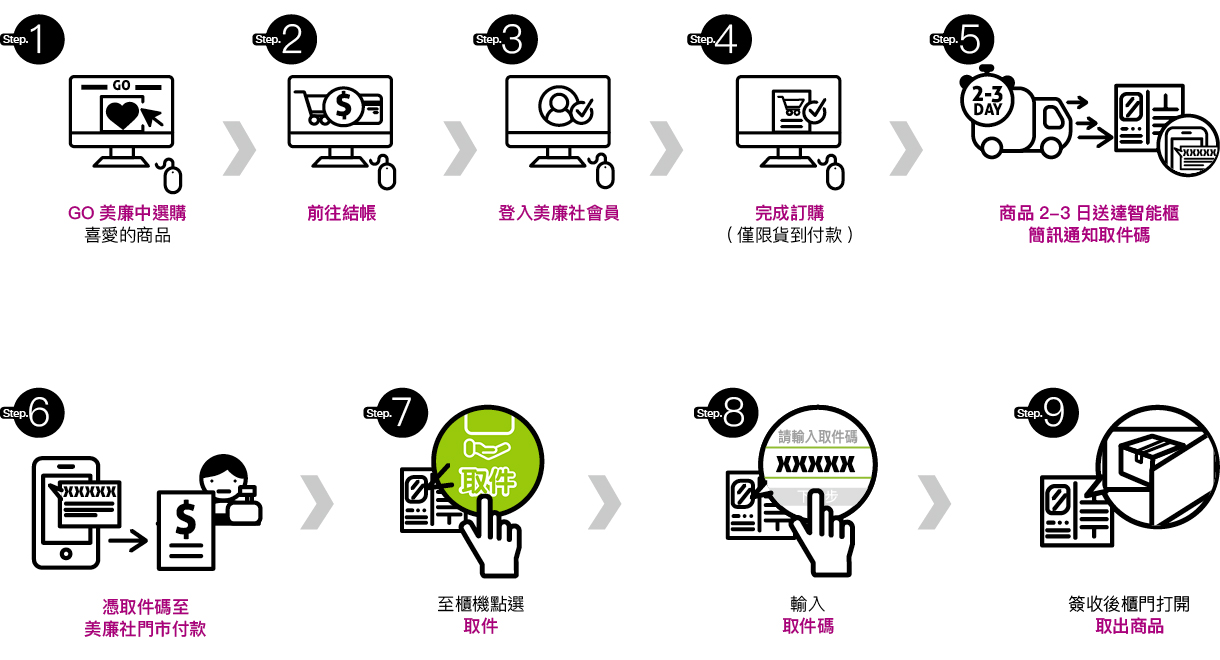 Step.1
GO
GO 美廉中選購
喜愛的商品
Step.2
$
前往結帳
Step.3
登入美廉社會員
Step.4
完成訂購
（僅限貨到付款）
Step.5
2-3
DAY
XXXXX
商品 2–3 日送達智能櫃
簡訊通知取件碼
Step.6
XXXXX
$
憑取件碼至
美廉社門市付款
Step.7
取件
至櫃機點選
取件
Step.8
請輸入取件碼
XXXXX
輸入
取件碼
Step.9
簽收後櫃門打開
取出商品